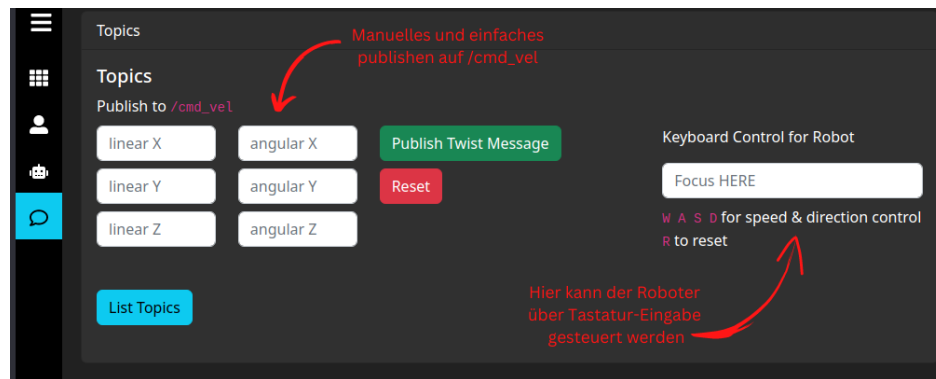 Topics
Manuelles und einfaches
publishen auf /cmd_vel
Topics
Publish to /cmd_vel
linear X
angular X
Publish Twist Message
Keyboard Control for Robot
linear Y
angular Y
Reset
Focus HERE
linear Z
angular Z
W A S D for speed & direction control
R to reset
List Topics
Hier kann der Roboter
über Tastatur-Eingabe
gesteuert werden